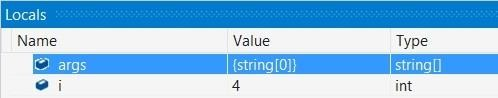 Locals
Name Value Type
args {string[0]} string[]
i 4 int